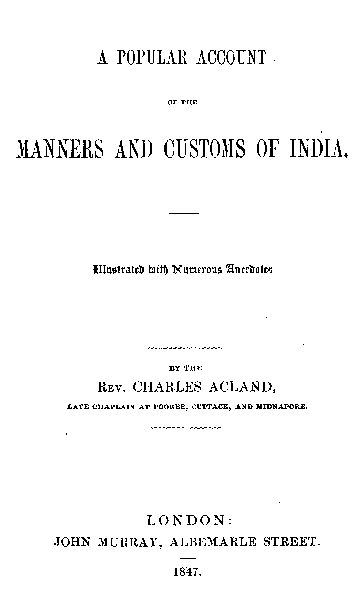 A POPULAR ACCOUNT
OF THE
MANNERS AND CUSTOMS OF INDIA.
Illustrated with Numerous Anecdotes
BY THE
REV. CHARLES ACLAND,
LATE CHAPLAIN AT POOREE, CUTTACK, AND MIDNAPORE.
LONDON:
JOHN MURRAY, ALBEMARLE STREET.
1847.